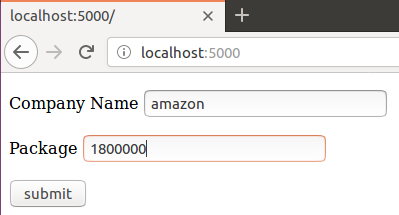 localhost:5000/
localhost:5000
Company Name amazon
Package 1800000
submit